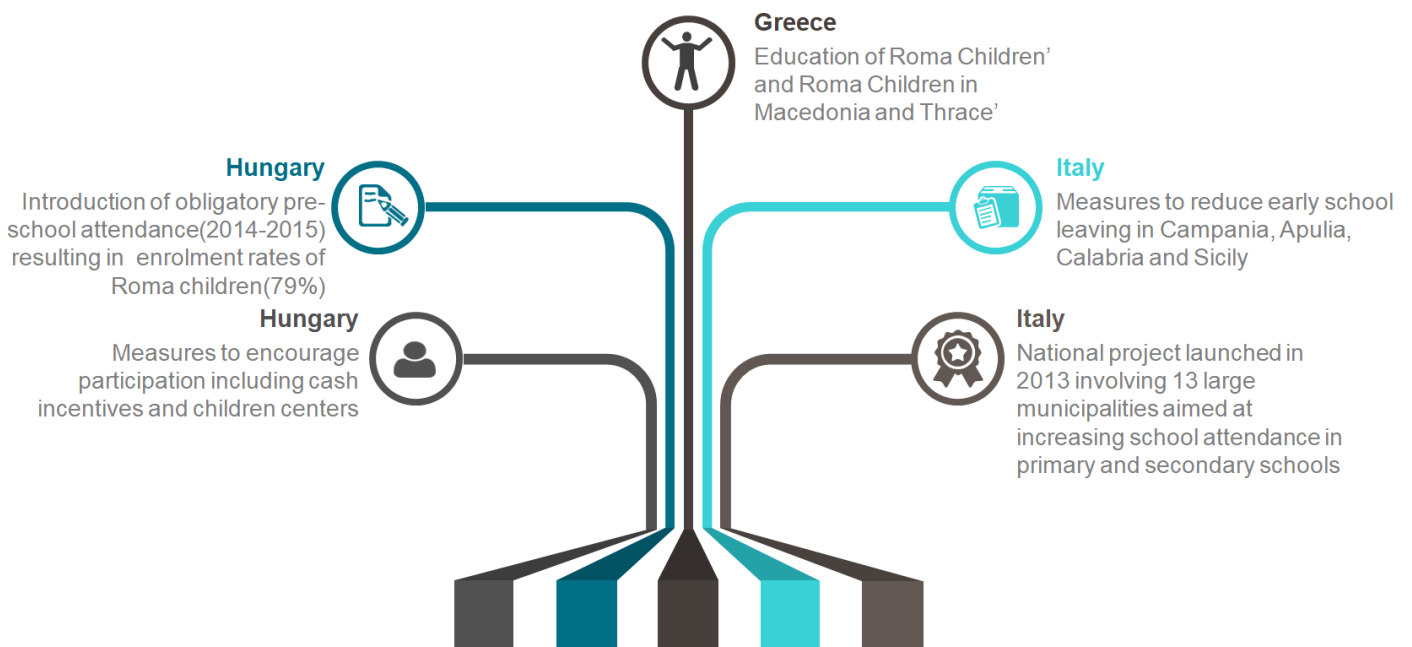 Greece
Education of Roma Children’
and Roma Children in
Macedonia and Thrace’
Hungary
Introduction of obligatory pre-
school attendance(2014-2015)
resulting in enrolment rates of
Roma children(79%)
Italy
Measures to reduce early school
leaving in Campania, Apulia,
Calabria and Sicily
Hungary
Measures to encourage
participation including cash
incentives and children centers
Italy
National project launched in
2013 involving 13 large
municipalities aimed at
increasing school attendance in
primary and secondary schools